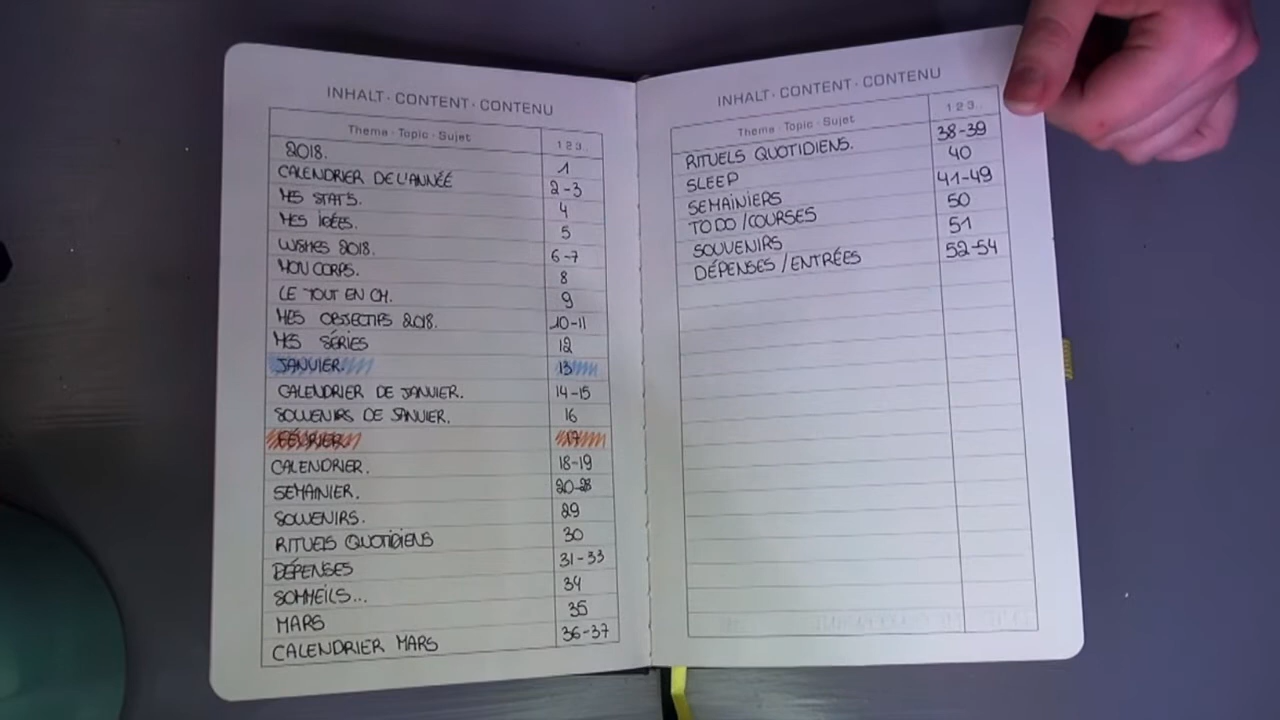 INHALT · CONTENT · CONTENU
Thema · Topic · Sujet 1 2 3 ..
2018. 1
CALENDRIER DE L'ANNÉÉ 2-3
MES STATS. 4
MES IDÉES. 5
WISHES 2018. 6-7
MON CORPS. 8
LE TOUT EN CM. 9
MES OBJECTIFS 2018. 10-11
MES SÉRIES 12
JANVIER. 13
CALENDRIER DE JANVIER. 14-15
SOUVENIRS DE JANVIER. 16
FÉVRIER. 17
CALENDRIER. 18-19
SEMAINIER. 20-28
SOUVENIRS. 29
RITUELS QUOTIDIENS 30
DÉPENSES 31-33
SOMMEILS... 34
MARS 35
CALENDRIER MARS 36-37
INHALT · CONTENT · CONTENU
Thema · Topic · Sujet 1 2 3 ..
RITUELS QUOTIDIENS. 38-39
SLEEP 40
SEMAINIERS 41-49
TO DO / COURSES 50
SOUVENIRS 51
DÉPENSES / ENTRÉES 52-54